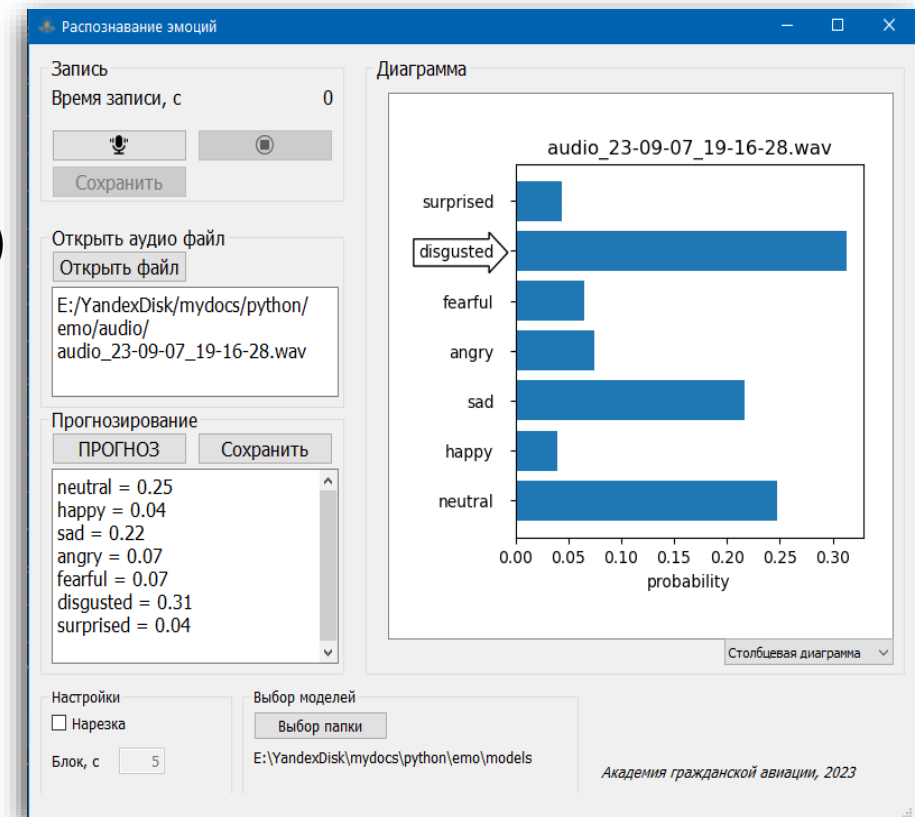 Распознавание эмоций
Запись
Время записи, с 0
Сохранить
Открыть аудио файл
Открыть файл
E:/YandexDisk/mydocs/python/
emo/audio/
audio_23-09-07_19-16-28.wav
Прогнозирование
ПРОГНОЗ Сохранить
neutral = 0.25
happy = 0.04
sad = 0.22
angry = 0.07
fearful = 0.07
disgusted = 0.31
surprised = 0.04
Диаграмма
audio_23-09-07_19-16-28.wav
surprised
disgusted
fearful
angry
sad
happy
neutral
0.00 0.05 0.10 0.15 0.20 0.25 0.30
probability
Столбцевая диаграмма
Настройки
Нарезка
Блок, с 5
Выбор моделей
Выбор папки
E:\YandexDisk\mydocs\python\emo\models
Академия гражданской авиации, 2023
)